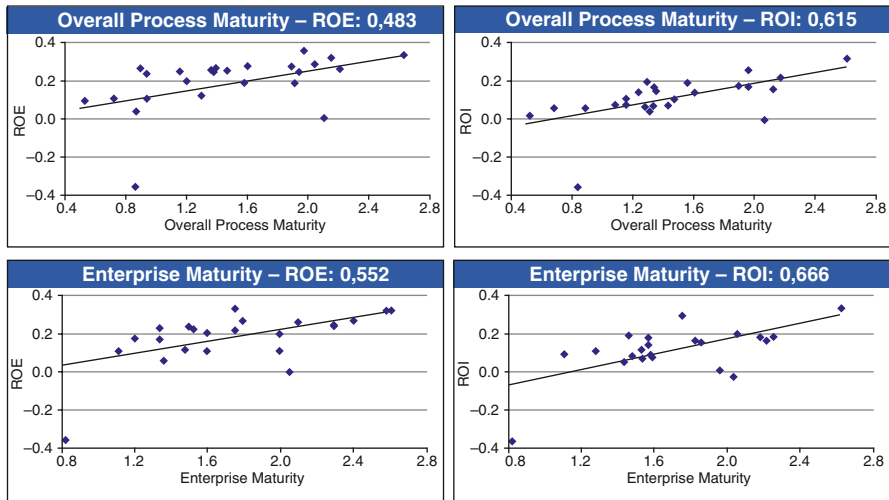 Overall Process Maturity – ROE: 0,483
0.4
0.2
0.0
–0.2
–0.4
ROE
0.4 0.8 1.2 1.6 2.0 2.4 2.8
Overall Process Maturity
Overall Process Maturity – ROI: 0,615
0.4
0.2
0.0
–0.2
–0.4
ROI
0.4 0.8 1.2 1.6 2.0 2.4 2.8
Overall Process Maturity
Enterprise Maturity – ROE: 0,552
0.4
0.2
0.0
–0.2
–0.4
ROE
0.8 1.2 1.6 2.0 2.4 2.8
Enterprise Maturity
Enterprise Maturity – ROI: 0,666
0.4
0.2
0.0
–0.2
–0.4
ROI
0.8 1.2 1.6 2.0 2.4 2.8
Enterprise Maturity